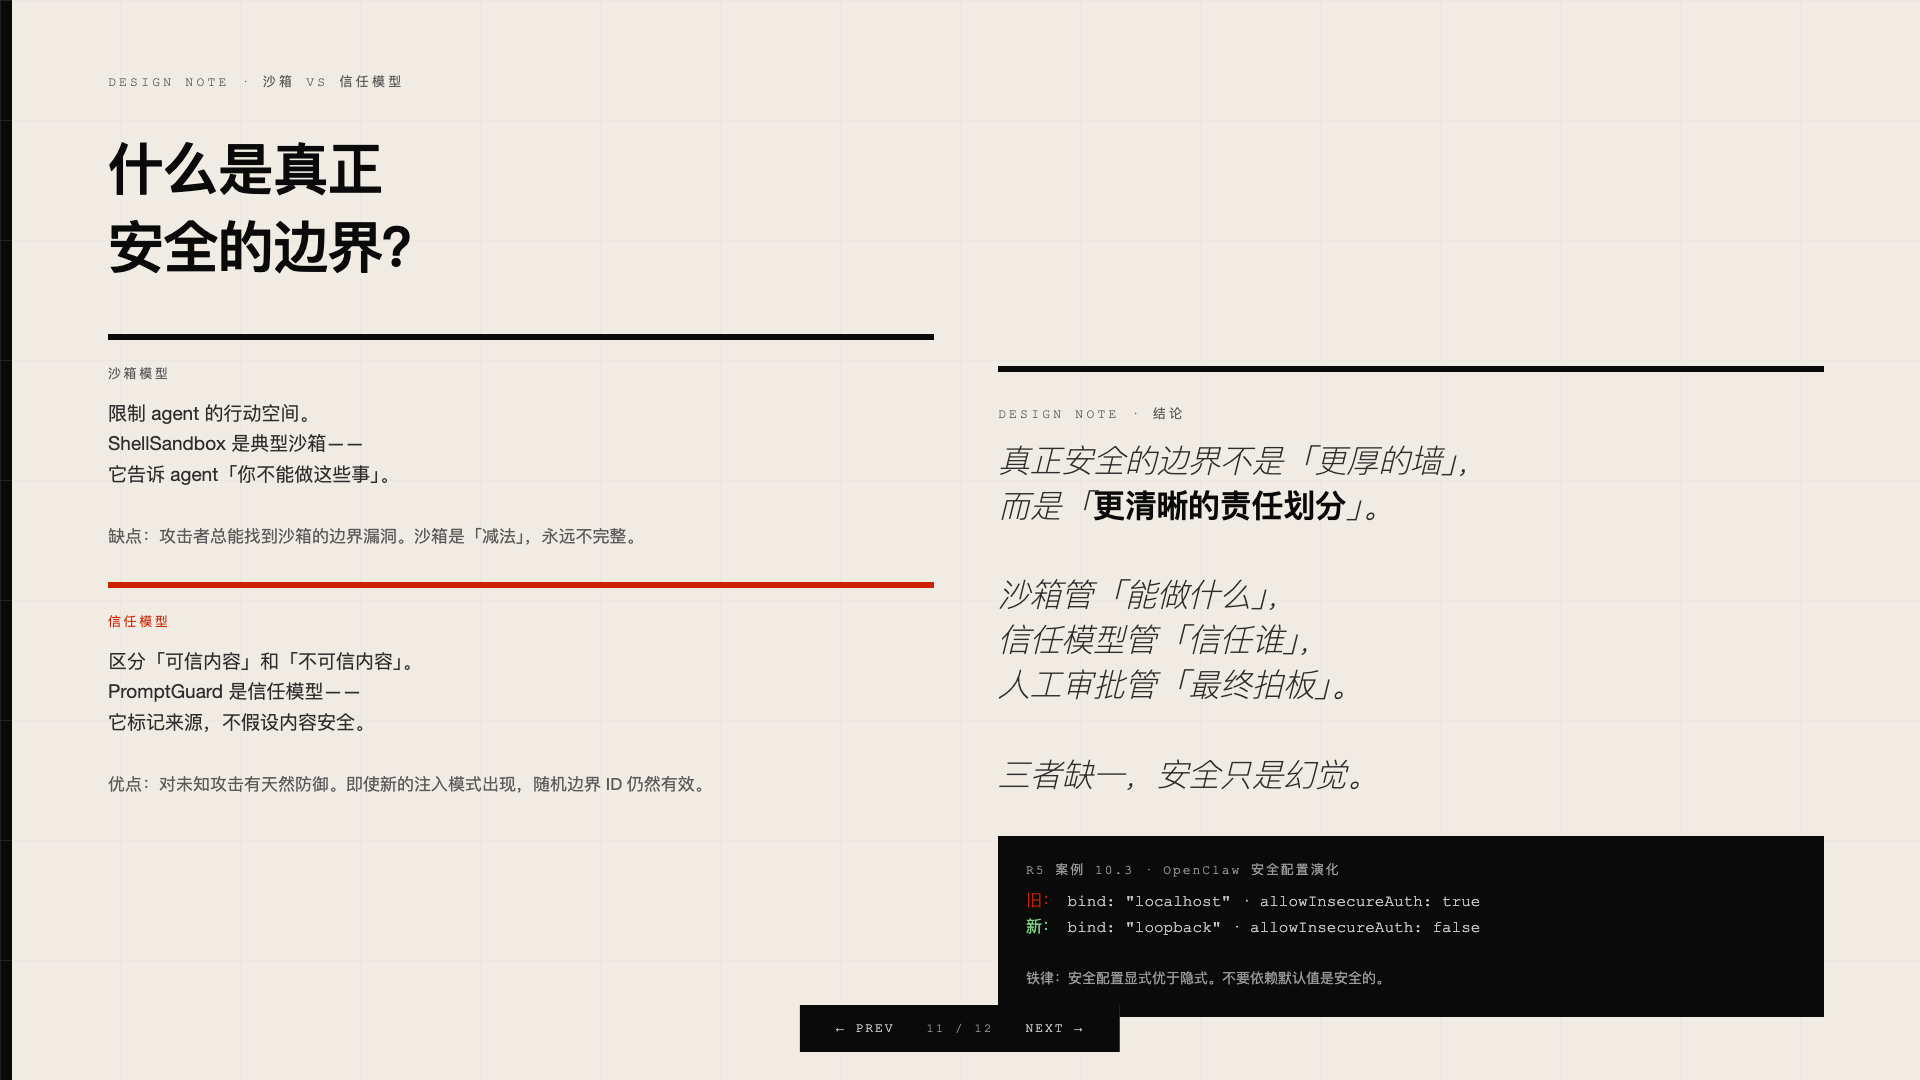 DESIGN NOTE · 沙箱 VS 信任模型
什么是真正
安全的边界?
沙箱模型
限制 agent 的行动空间。
ShellSandbox 是典型沙箱——
它告诉 agent「你不能做这些事」。
缺点：攻击者总能找到沙箱的边界漏洞。沙箱是「减法」，永远不完整。
信任模型
区分「可信内容」和「不可信内容」。
PromptGuard 是信任模型——
它标记来源，不假设内容安全。
优点：对未知攻击有天然防御。即使新的注入模式出现，随机边界 ID 仍然有效。
DESIGN NOTE · 结论
真正安全的边界不是「更厚的墙」，
而是「更清晰的责任划分」。
沙箱管「能做什么」，
信任模型管「信任谁」，
人工审批管「最终拍板」。
三者缺一，安全只是幻觉。
R5 案例 10.3 · OpenClaw 安全配置演化
旧： bind: "localhost" · allowInsecureAuth: true
新： bind: "loopback" · allowInsecureAuth: false
铁律：安全配置显式优于隐式。不要依赖默认值是安全的。
← PREV 11 / 12 NEXT →